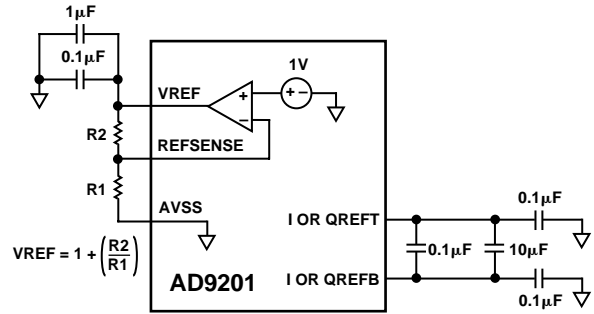 1µF
0.1µF
VREF
1V
+
–
+ –
R2
REFSENSE
R1
AVSS
VREF = 1 + (R2/R1)
AD9201
I OR QREFT
I OR QREFB
0.1µF
10µF
0.1µF
0.1µF